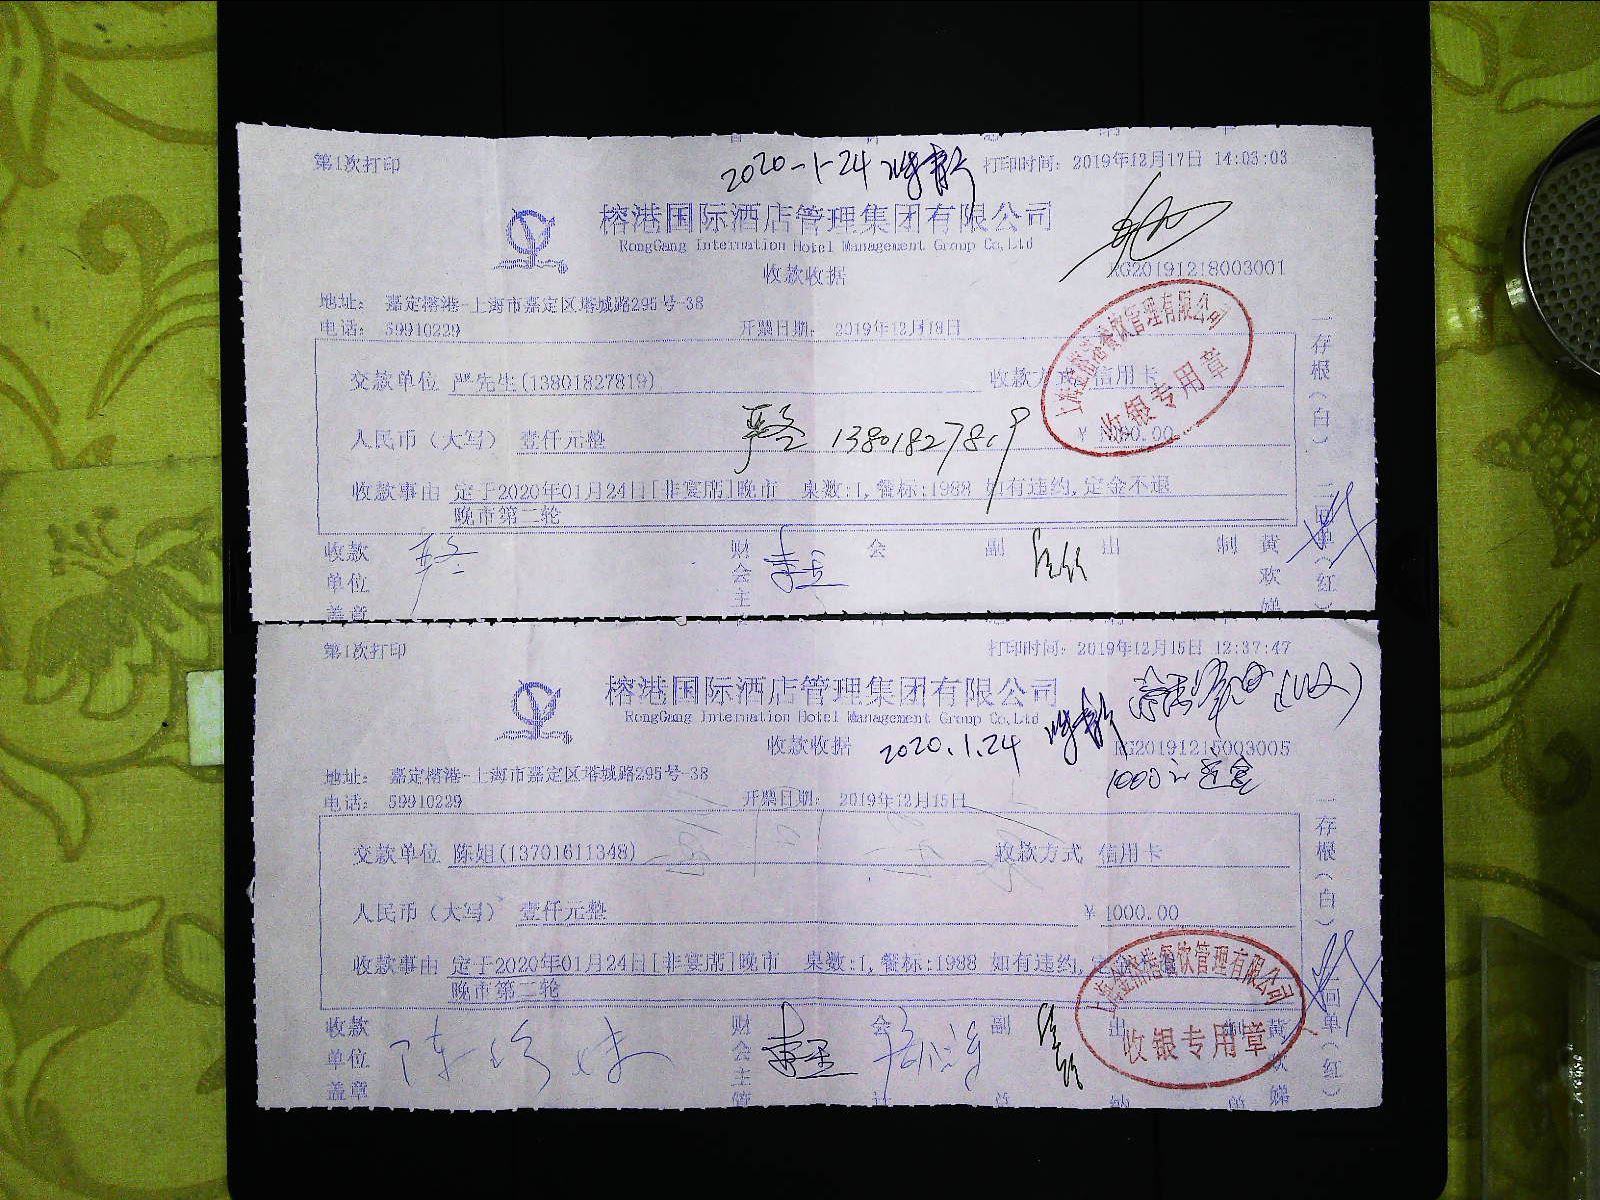 第1次打印
2020-1-24
打印时间: 2019年12月17日 14:03:03
榕港国际酒店管理集团有限公司
RongGang Internation Hotel Management Group Co,Ltd
收款收据
RG20191218003001
地址: 嘉定榕港-上海市嘉定区塔城路295号-38
电话: 59910229
开票日期: 2019年12月18日
交款单位 严先生(13801827819)
收款方式 信用卡
人民币(大写) 壹仟元整
13801827819
¥ 1000.00
收款事由 定于2020年01月24日[非宴席]晚市 桌数:1,餐标:1988 如有违约,定金不退
晚市第二轮
收款单位盖章
财会主
会
副
出
制
黄欢娣
存根(白)
二回单(红)
收银专用章
第1次打印
打印时间: 2019年12月15日 12:37:47
榕港国际酒店管理集团有限公司
RongGang Internation Hotel Management Group Co,Ltd
收款收据
2020.1.24
RG20191215003005
地址: 嘉定榕港-上海市嘉定区塔城路295号-38
1000元定金
电话: 59910229
开票日期: 2019年12月15日
交款单位 陈姐(13701611348)
收款方式 信用卡
人民币(大写) 壹仟元整
¥ 1000.00
收款事由 定于2020年01月24日[非宴席]晚市 桌数:1,餐标:1988 如有违约,定
晚市第二轮
收款单位盖章
财会主管
会计
副总
出纳
制单
黄欢娣
一存根(白)
二回单(红)
餐饮管理有限公司
收银专用章